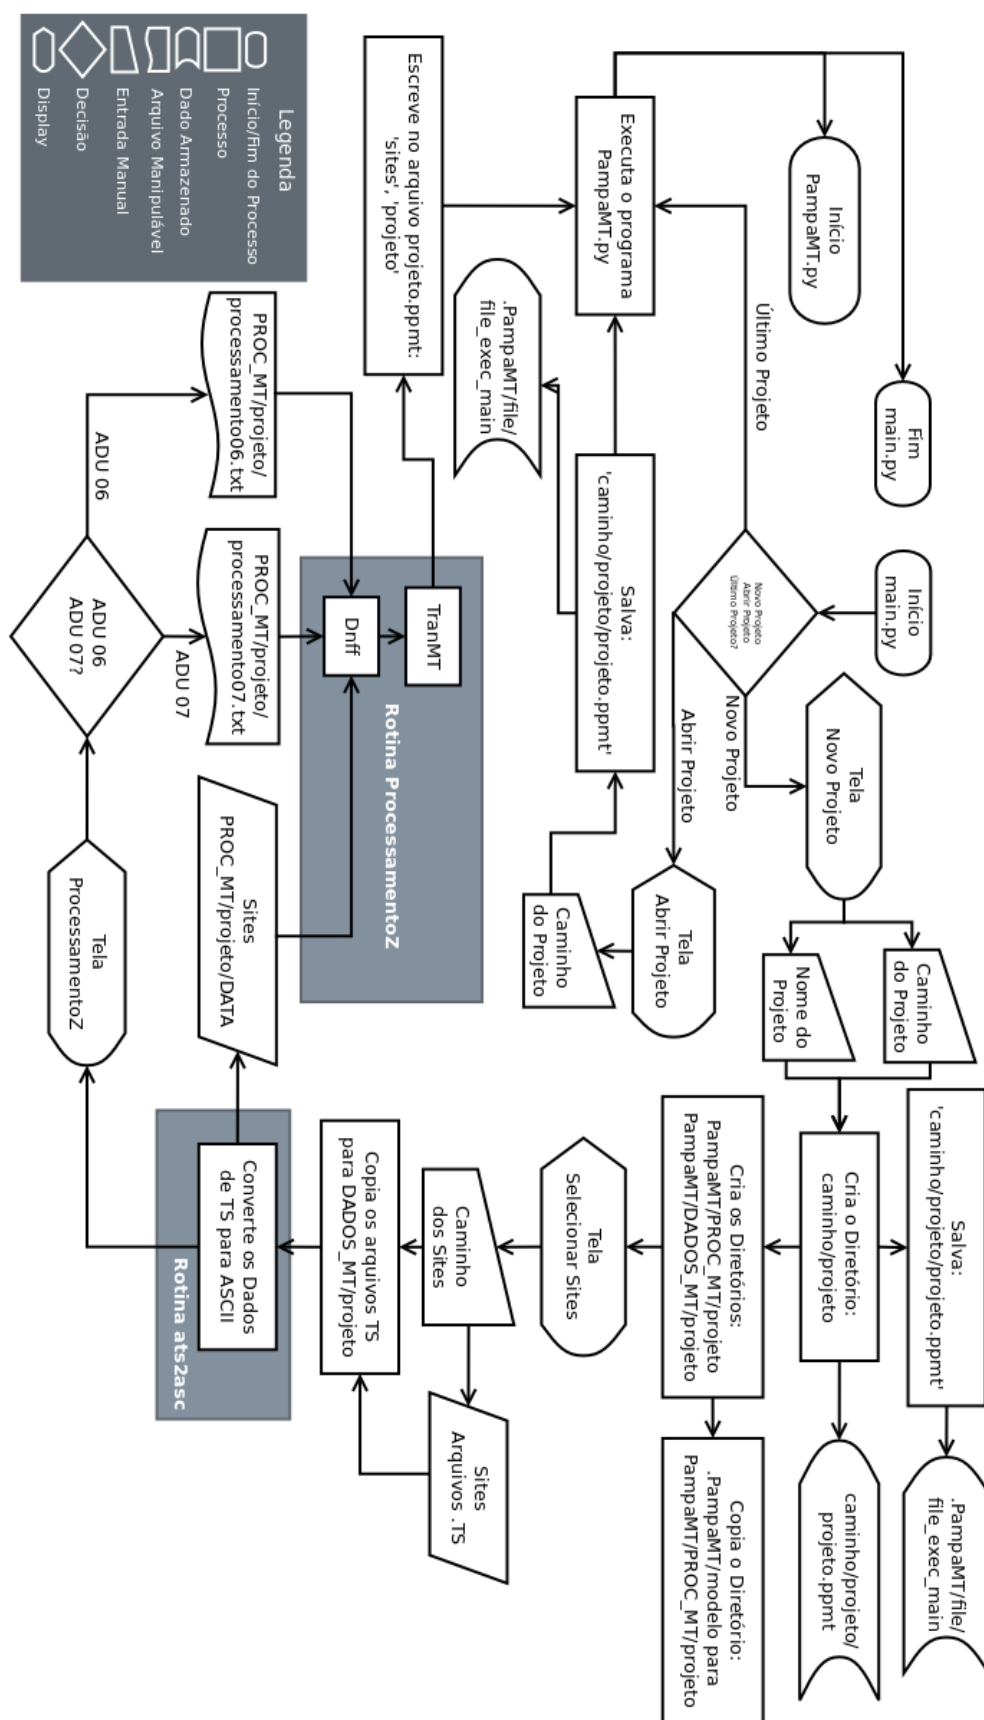 Início
main.py
Fim
main.py
Início
PampaMT.py
Novo Projeto
Abrir Projeto
Último Projeto?
Último Projeto
Novo Projeto
Abrir Projeto
Tela
Novo Projeto
Caminho
do Projeto
Nome do
Projeto
Salva:
'caminho/projeto/projeto.ppmt'
.PampaMT/file/
file_exec_main
Cria o Diretório:
caminho/projeto
caminho/projeto/
projeto.ppmt
Cria os Diretórios:
PampaMT/PROC_MT/projeto
PampaMT/DADOS_MT/projeto
Copia o Diretório:
.PampaMT/modelo para
PampaMT/PROC_MT/projeto
Executa o programa
PampaMT.py
Salva:
'caminho/projeto/projeto.ppmt'
Tela
Abrir Projeto
Caminho
do Projeto
.PampaMT/file/
file_exec_main
Tela
Selecionar Sites
Caminho
dos Sites
Sites
Arquivos .TS
Escreve no arquivo projeto.ppmt:
'sites', 'projeto'
TranMT
Dnff
Rotina ProcessamentoZ
Copia os arquivos TS
para DADOS_MT/projeto
Converte os Dados
de TS para ASCII
Rotina ats2asc
Sites
PROC_MT/projeto/DATA
PROC_MT/projeto/
processamento06.txt
PROC_MT/projeto/
processamento07.txt
ADU 06
ADU 07
ADU 06
ADU 07?
Tela
ProcessamentoZ
Legenda
Início/Fim do Processo
Processo
Dado Armazenado
Arquivo Manipulável
Entrada Manual
Decisão
Display